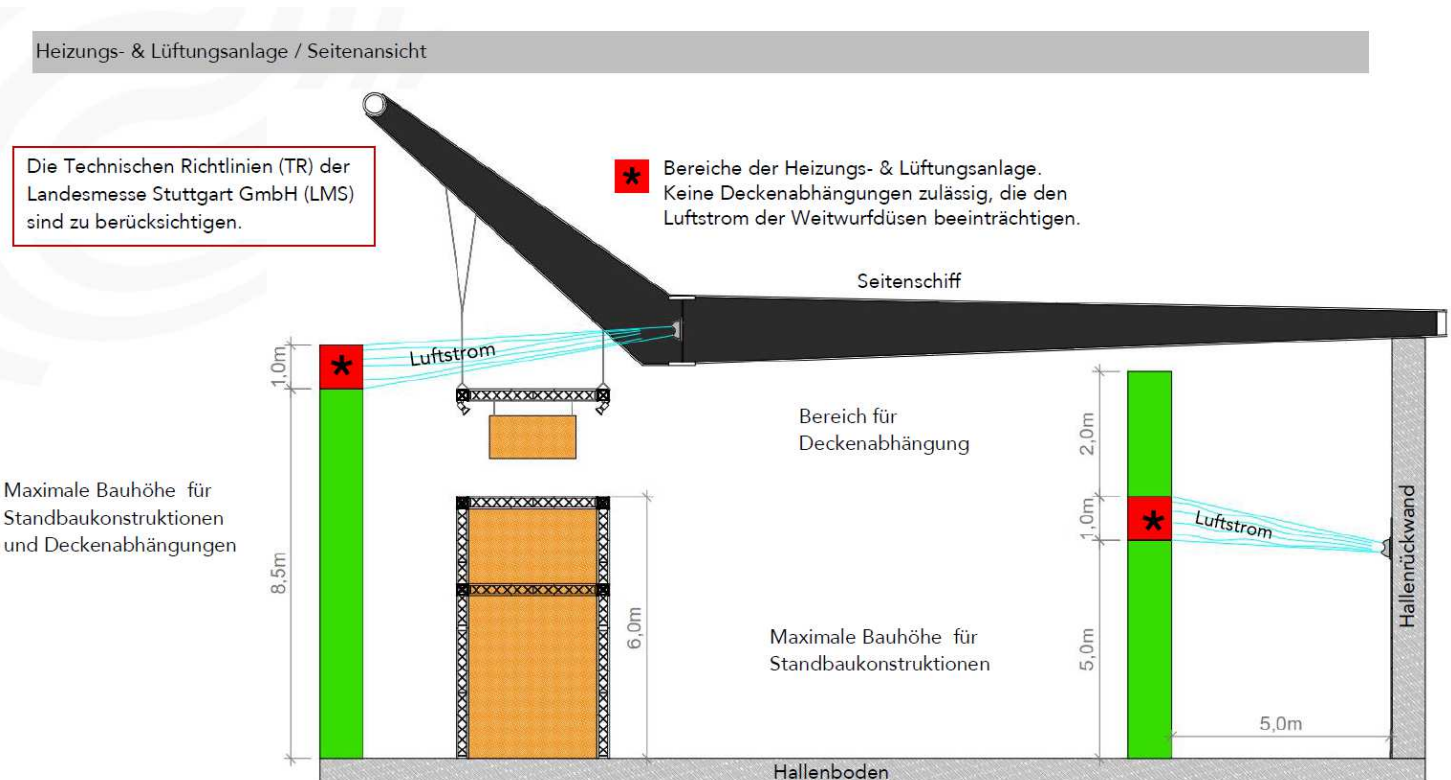 Heizungs- & Lüftungsanlage / Seitenansicht
Die Technischen Richtlinien (TR) der
Landesmesse Stuttgart GmbH (LMS)
sind zu berücksichtigen.
* Bereiche der Heizungs- & Lüftungsanlage.
Keine Deckenabhängungen zulässig, die den
Luftstrom der Weitwurfdüsen beeinträchtigen.
Seitenschiff
1,0m
*
Luftstrom
Bereich für
Deckenabhängung
2,0m
Maximale Bauhöhe für
Standbaukonstruktionen
und Deckenabhängungen
8,5m
6,0m
1,0m
*
Luftstrom
Hallenrückwand
Maximale Bauhöhe für
Standbaukonstruktionen
5,0m
5,0m
Hallenboden